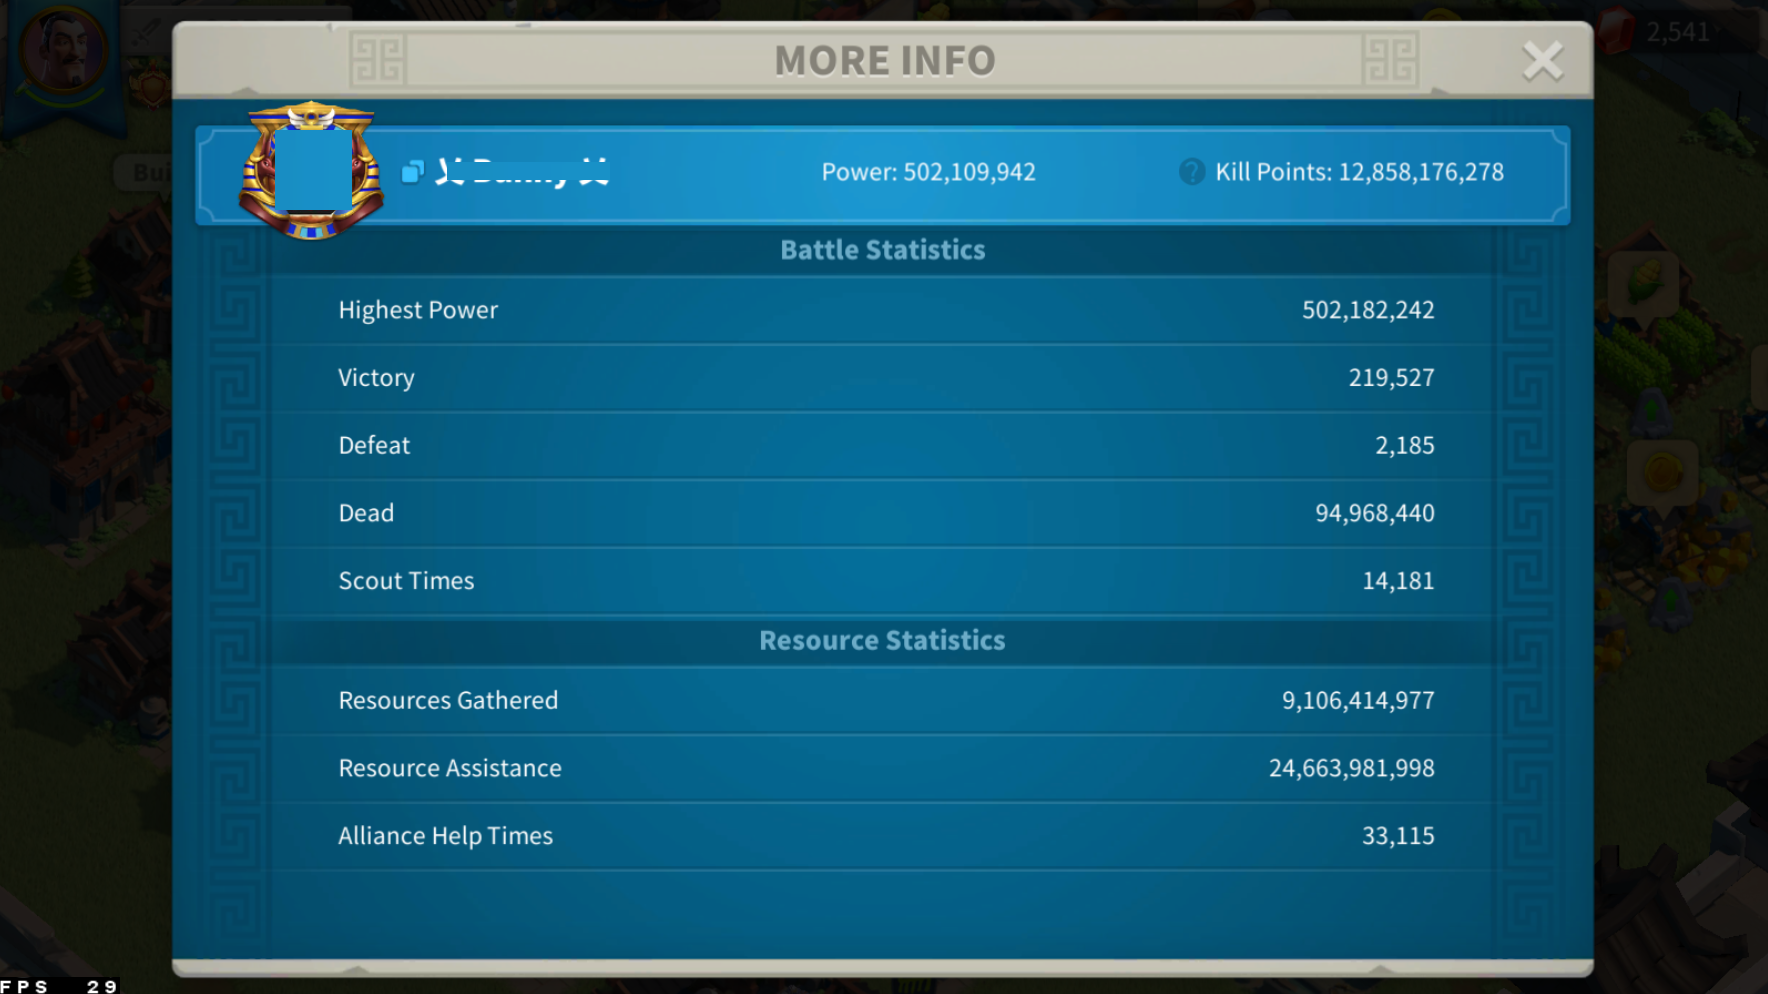 MORE INFO
2,541
Bui
Power: 502,109,942
? Kill Points: 12,858,176,278
Battle Statistics
Highest Power 502,182,242
Victory 219,527
Defeat 2,185
Dead 94,968,440
Scout Times 14,181
Resource Statistics
Resources Gathered 9,106,414,977
Resource Assistance 24,663,981,998
Alliance Help Times 33,115
FPS 29